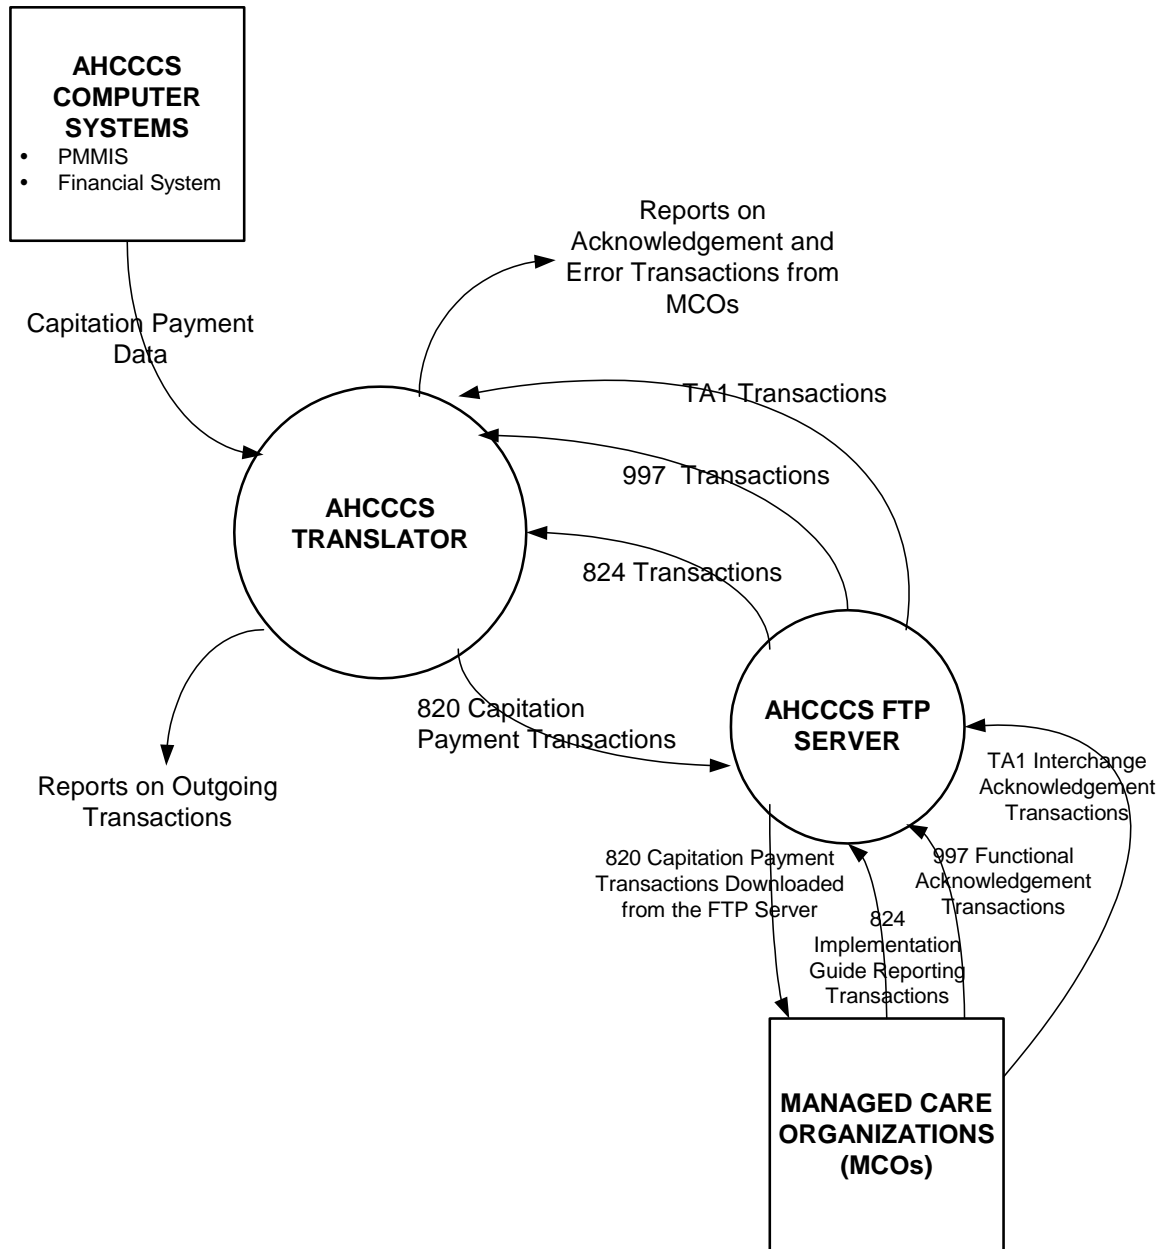 AHCCCS
COMPUTER
SYSTEMS
• PMMIS
• Financial System
Reports on
Acknowledgement and
Error Transactions from
MCOs
Capitation Payment
Data
TA1 Transactions
997 Transactions
AHCCCS
TRANSLATOR
824 Transactions
820 Capitation
Payment Transactions
AHCCCS FTP
SERVER
Reports on Outgoing
Transactions
TA1 Interchange
Acknowledgement
Transactions
820 Capitation Payment
Transactions Downloaded
from the FTP Server
997 Functional
Acknowledgement
Transactions
824
Implementation
Guide Reporting
Transactions
MANAGED CARE
ORGANIZATIONS
(MCOs)